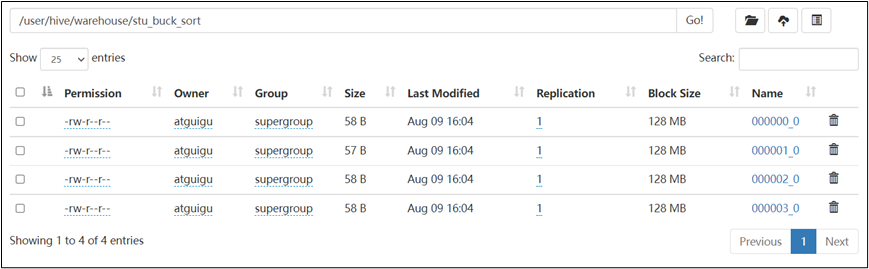 /user/hive/warehouse/stu_buck_sort Go!
Show 25 entries Search:
Permission Owner Group Size Last Modified Replication Block Size Name
-rw-r--r-- atguigu supergroup 58 B Aug 09 16:04 1 128 MB 000000_0
-rw-r--r-- atguigu supergroup 57 B Aug 09 16:04 1 128 MB 000001_0
-rw-r--r-- atguigu supergroup 58 B Aug 09 16:04 1 128 MB 000002_0
-rw-r--r-- atguigu supergroup 58 B Aug 09 16:04 1 128 MB 000003_0
Showing 1 to 4 of 4 entries Previous 1 Next